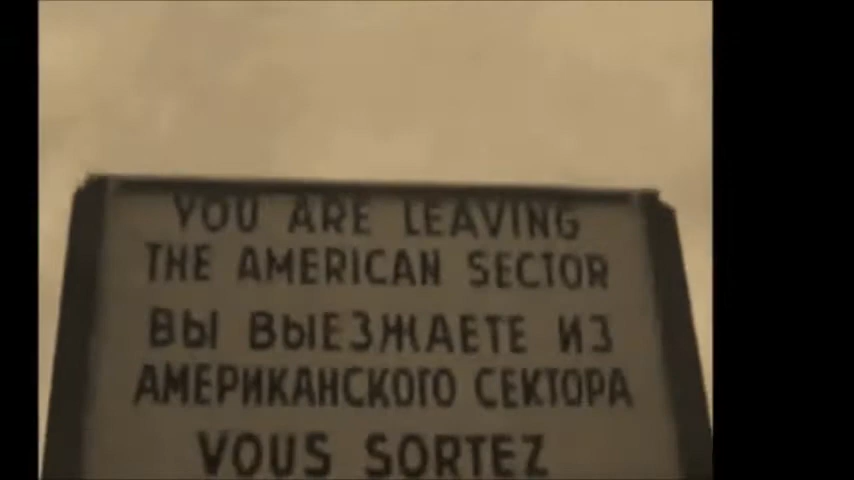 YOU ARE LEAVING
THE AMERICAN SECTOR
ВЫ ВЫЕЗЖАЕТЕ ИЗ
АМЕРИКАНСКОГО СЕКТОРА
VOUS SORTEZ